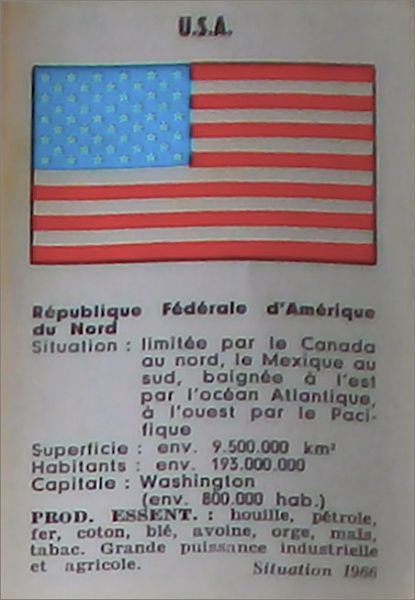 U.S.A.
République Fédérale d'Amérique
du Nord
Situation : limitée par le Canada
au nord, le Mexique au
sud, baignée à l'est
par l'océan Atlantique,
à l'ouest par le Paci-
fique
Superficie : env. 9.500.000 km²
Habitants : env. 193.000.000
Capitale : Washington
(env. 800.000 hab.)
PROD. ESSENT. : houille, pétrole,
fer, coton, blé, avoine, orge, maïs,
tabac. Grande puissance industrielle
et agricole. Situation 1966